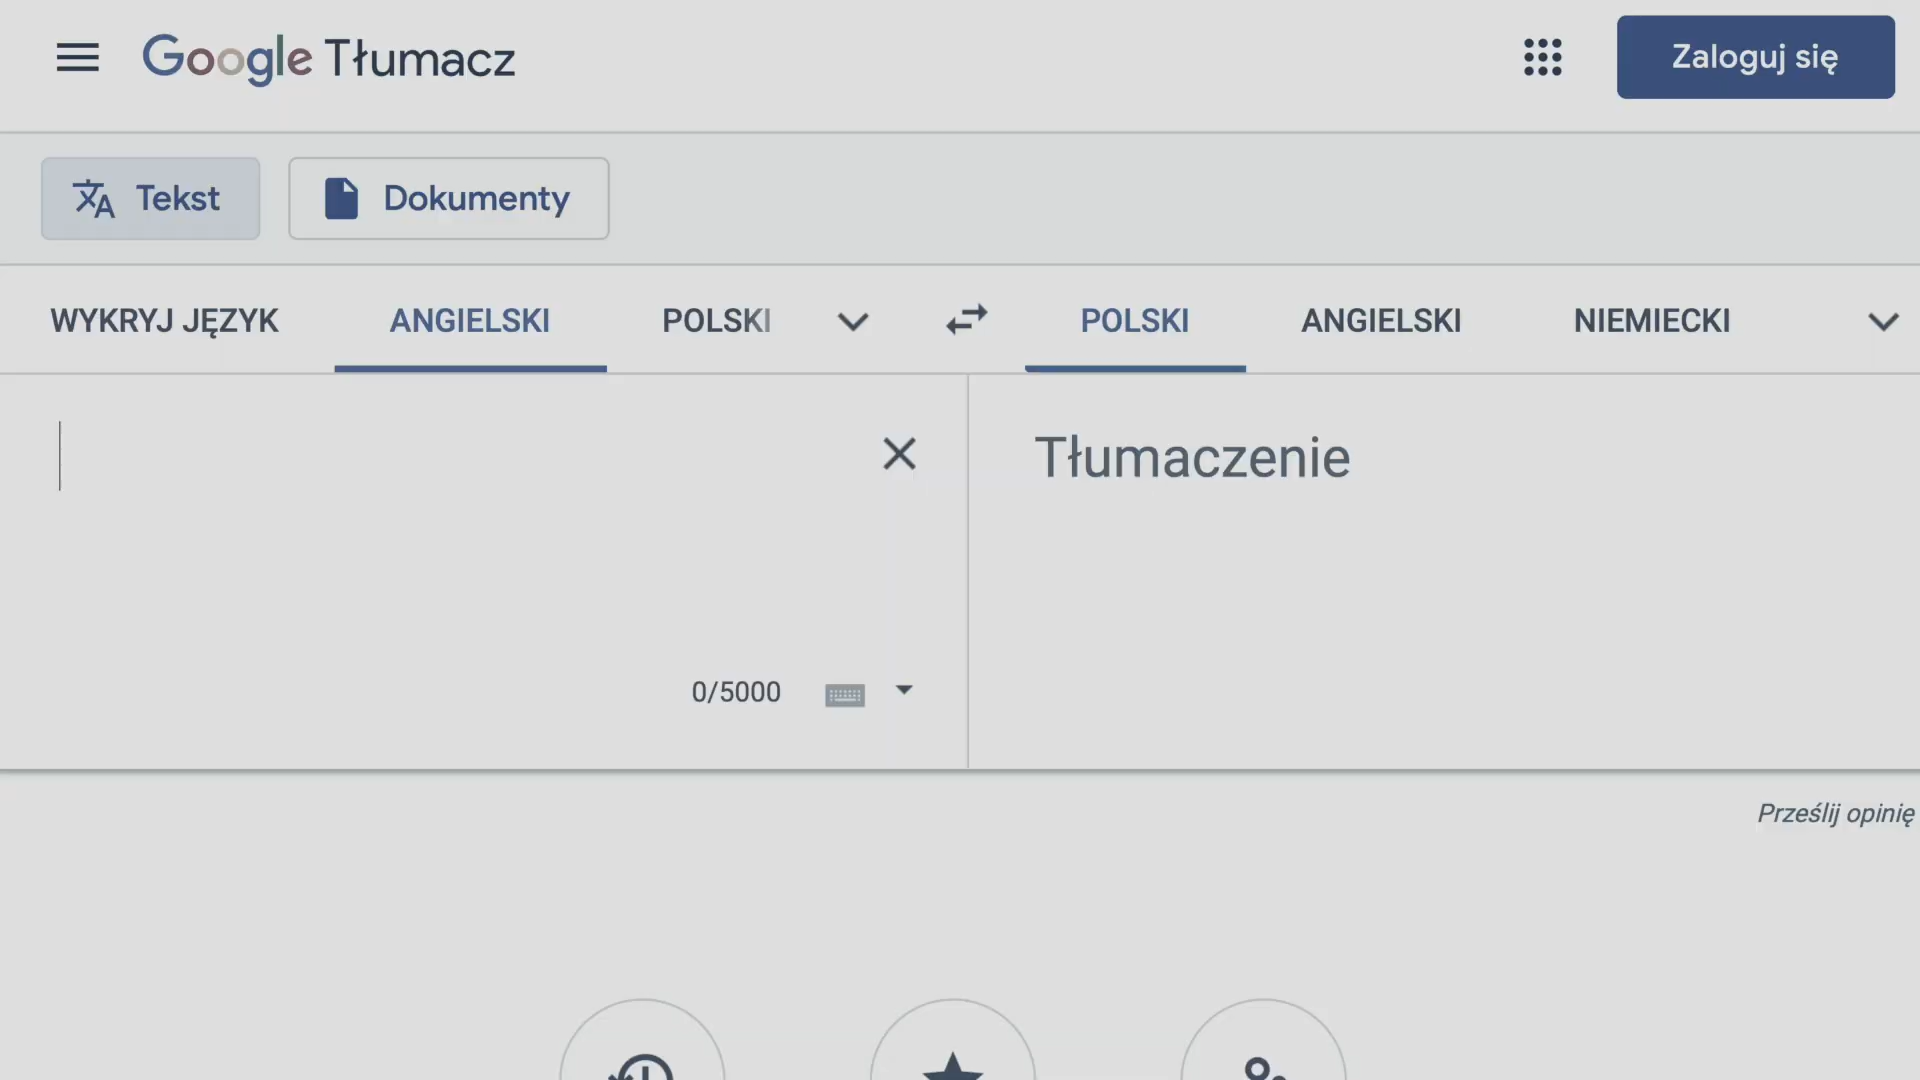 Google Tłumacz
Zaloguj się
Tekst
Dokumenty
WYKRYJ JĘZYK
ANGIELSKI
POLSKI
POLSKI
ANGIELSKI
NIEMIECKI
Tłumaczenie
0/5000
Prześlij opinię